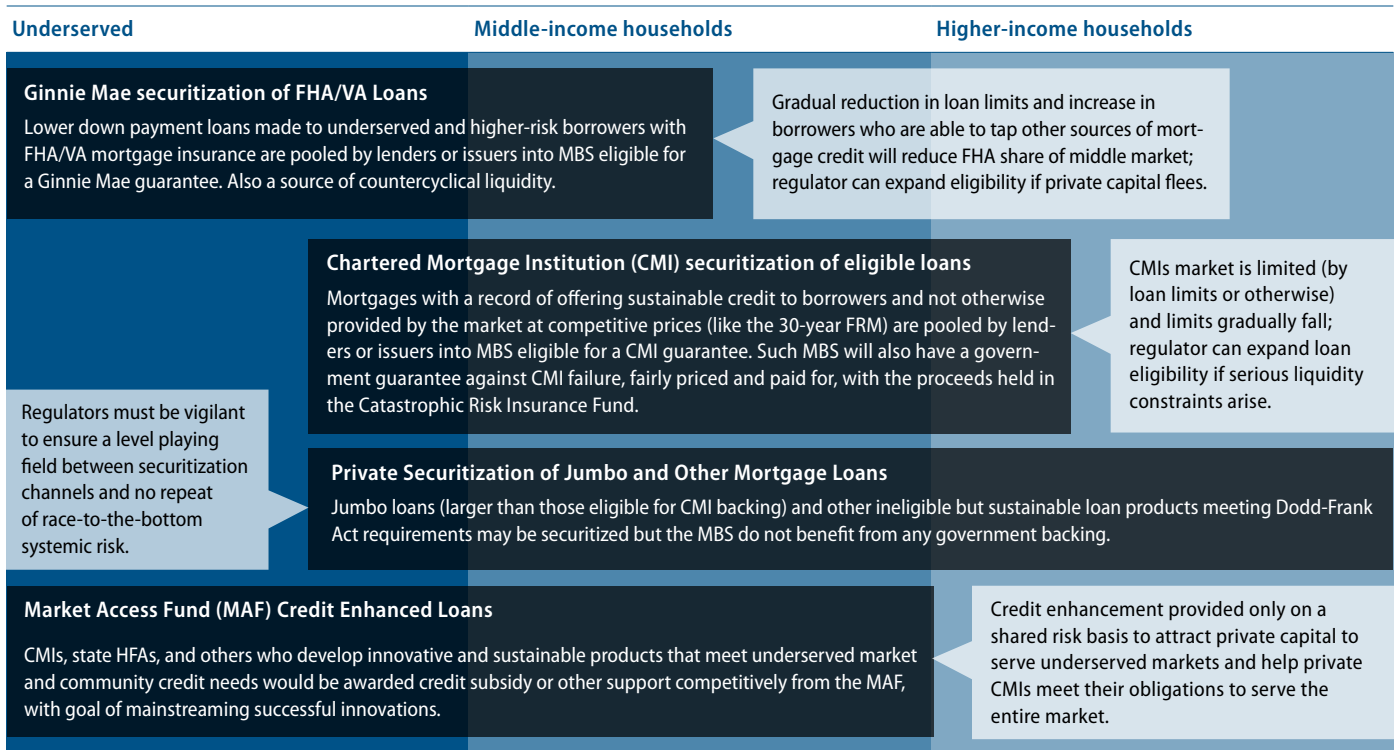 Underserved
Middle-income households
Higher-income households
Ginnie Mae securitization of FHA/VA Loans
Lower down payment loans made to underserved and higher-risk borrowers with
FHA/VA mortgage insurance are pooled by lenders or issuers into MBS eligible for
a Ginnie Mae guarantee. Also a source of countercyclical liquidity.
Gradual reduction in loan limits and increase in
borrowers who are able to tap other sources of mort-
gage credit will reduce FHA share of middle market;
regulator can expand eligibility if private capital flees.
Chartered Mortgage Institution (CMI) securitization of eligible loans
Mortgages with a record of offering sustainable credit to borrowers and not otherwise
provided by the market at competitive prices (like the 30-year FRM) are pooled by lend-
ers or issuers into MBS eligible for a CMI guarantee. Such MBS will also have a govern-
ment guarantee against CMI failure, fairly priced and paid for, with the proceeds held in
the Catastrophic Risk Insurance Fund.
CMIs market is limited (by
loan limits or otherwise)
and limits gradually fall;
regulator can expand loan
eligibility if serious liquidity
constraints arise.
Regulators must be vigilant
to ensure a level playing
field between securitization
channels and no repeat
of race-to-the-bottom
systemic risk.
Private Securitization of Jumbo and Other Mortgage Loans
Jumbo loans (larger than those eligible for CMI backing) and other ineligible but sustainable loan products meeting Dodd-Frank
Act requirements may be securitized but the MBS do not benefit from any government backing.
Market Access Fund (MAF) Credit Enhanced Loans
CMIs, state HFAs, and others who develop innovative and sustainable products that meet underserved market
and community credit needs would be awarded credit subsidy or other support competitively from the MAF,
with goal of mainstreaming successful innovations.
Credit enhancement provided only on a
shared risk basis to attract private capital to
serve underserved markets and help private
CMIs meet their obligations to serve the
entire market.